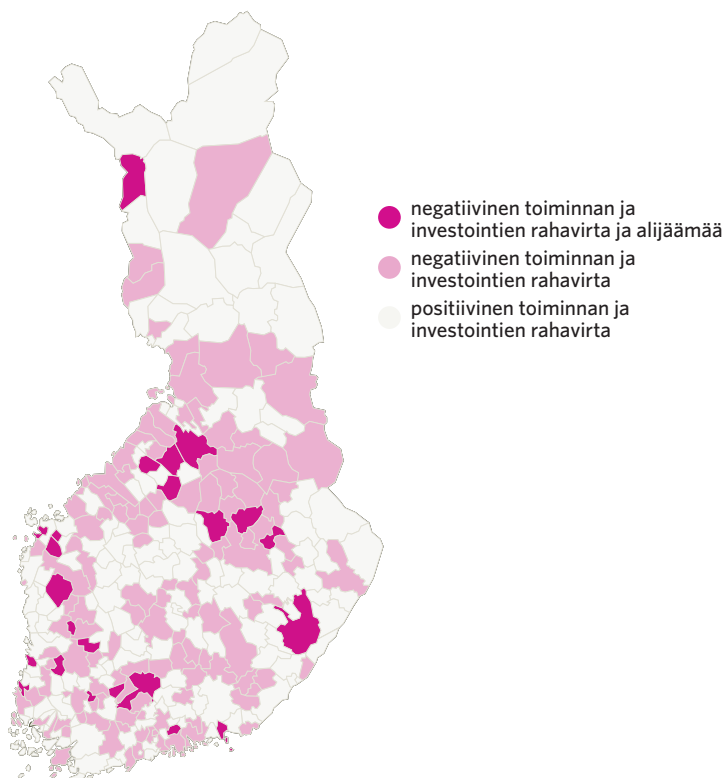 negatiivinen toiminnan ja
investointien rahavirta ja alijäämää
negatiivinen toiminnan ja
investointien rahavirta
positiivinen toiminnan ja
investointien rahavirta